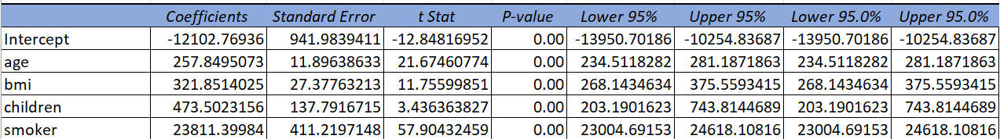 Coefficients Standard Error t Stat P-value Lower 95% Upper 95% Lower 95.0% Upper 95.0%
Intercept -12102.76936 941.9839411 -12.84816952 0.00 -13950.70186 -10254.83687 -13950.70186 -10254.83687
age 257.8495073 11.89638633 21.67460774 0.00 234.5118282 281.1871863 234.5118282 281.1871863
bmi 321.8514025 27.37763213 11.75599851 0.00 268.1434634 375.5593415 268.1434634 375.5593415
children 473.5023156 137.7916715 3.436363827 0.00 203.1901623 743.8144689 203.1901623 743.8144689
smoker 23811.39984 411.2197148 57.90432459 0.00 23004.69153 24618.10816 23004.69153 24618.10816